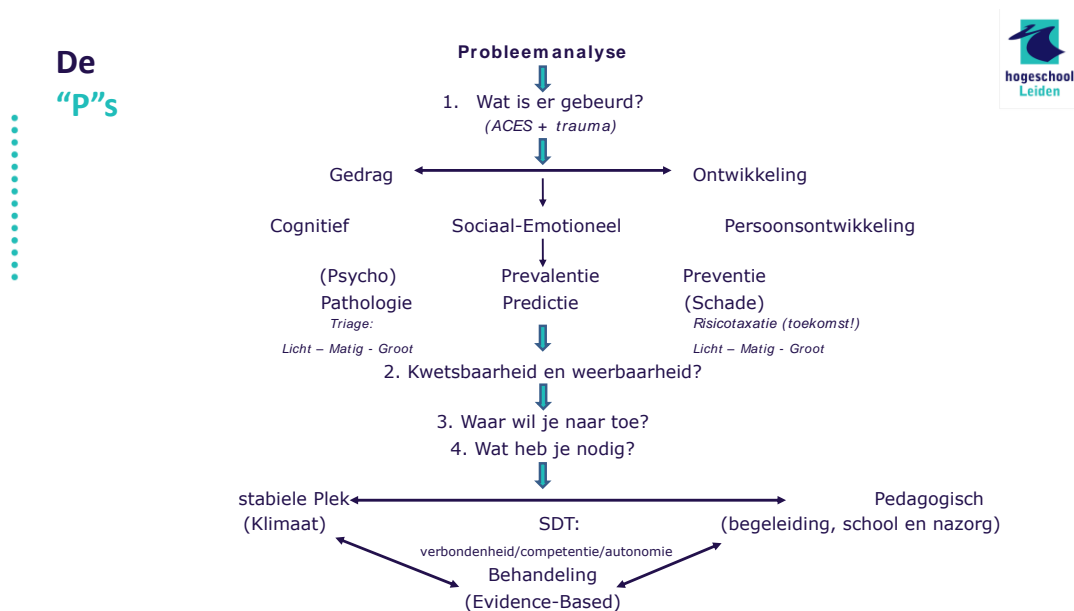 De
“P”s
hogeschool
Leiden
Probleemanalyse
1. Wat is er gebeurd?
(ACES + trauma)
Gedrag Ontwikkeling
Cognitief Sociaal-Emotioneel Persoonsontwikkeling
(Psycho) Prevalentie Preventie
Pathologie Predictie (Schade)
Triage: Risicotaxatie (toekomst!)
Licht – Matig - Groot Licht – Matig - Groot
2. Kwetsbaarheid en weerbaarheid?
3. Waar wil je naar toe?
4. Wat heb je nodig?
stabiele Plek Pedagogisch
(Klimaat) SDT: (begeleiding, school en nazorg)
verbondenheid/competentie/autonomie
Behandeling
(Evidence-Based)